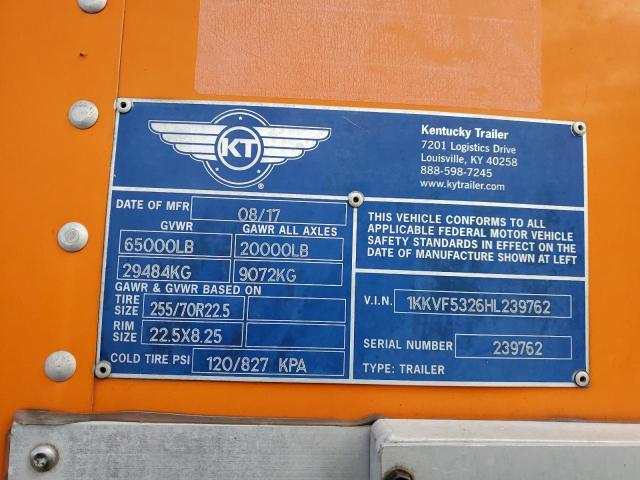 KT
®
Kentucky Trailer
7201 Logistics Drive
Louisville, KY 40258
888-598-7245
www.kytrailer.com
DATE OF MFR 08/17
GVWR GAWR ALL AXLES
65000LB 20000LB
29484KG 9072KG
GAWR & GVWR BASED ON
TIRE SIZE 255/70R22.5
RIM SIZE 22.5X8.25
COLD TIRE PSI 120/827 KPA
THIS VEHICLE CONFORMS TO ALL
APPLICABLE FEDERAL MOTOR VEHICLE
SAFETY STANDARDS IN EFFECT ON THE
DATE OF MANUFACTURE SHOWN AT LEFT
V.I.N. 1KKVF5326HL239762
SERIAL NUMBER 239762
TYPE: TRAILER